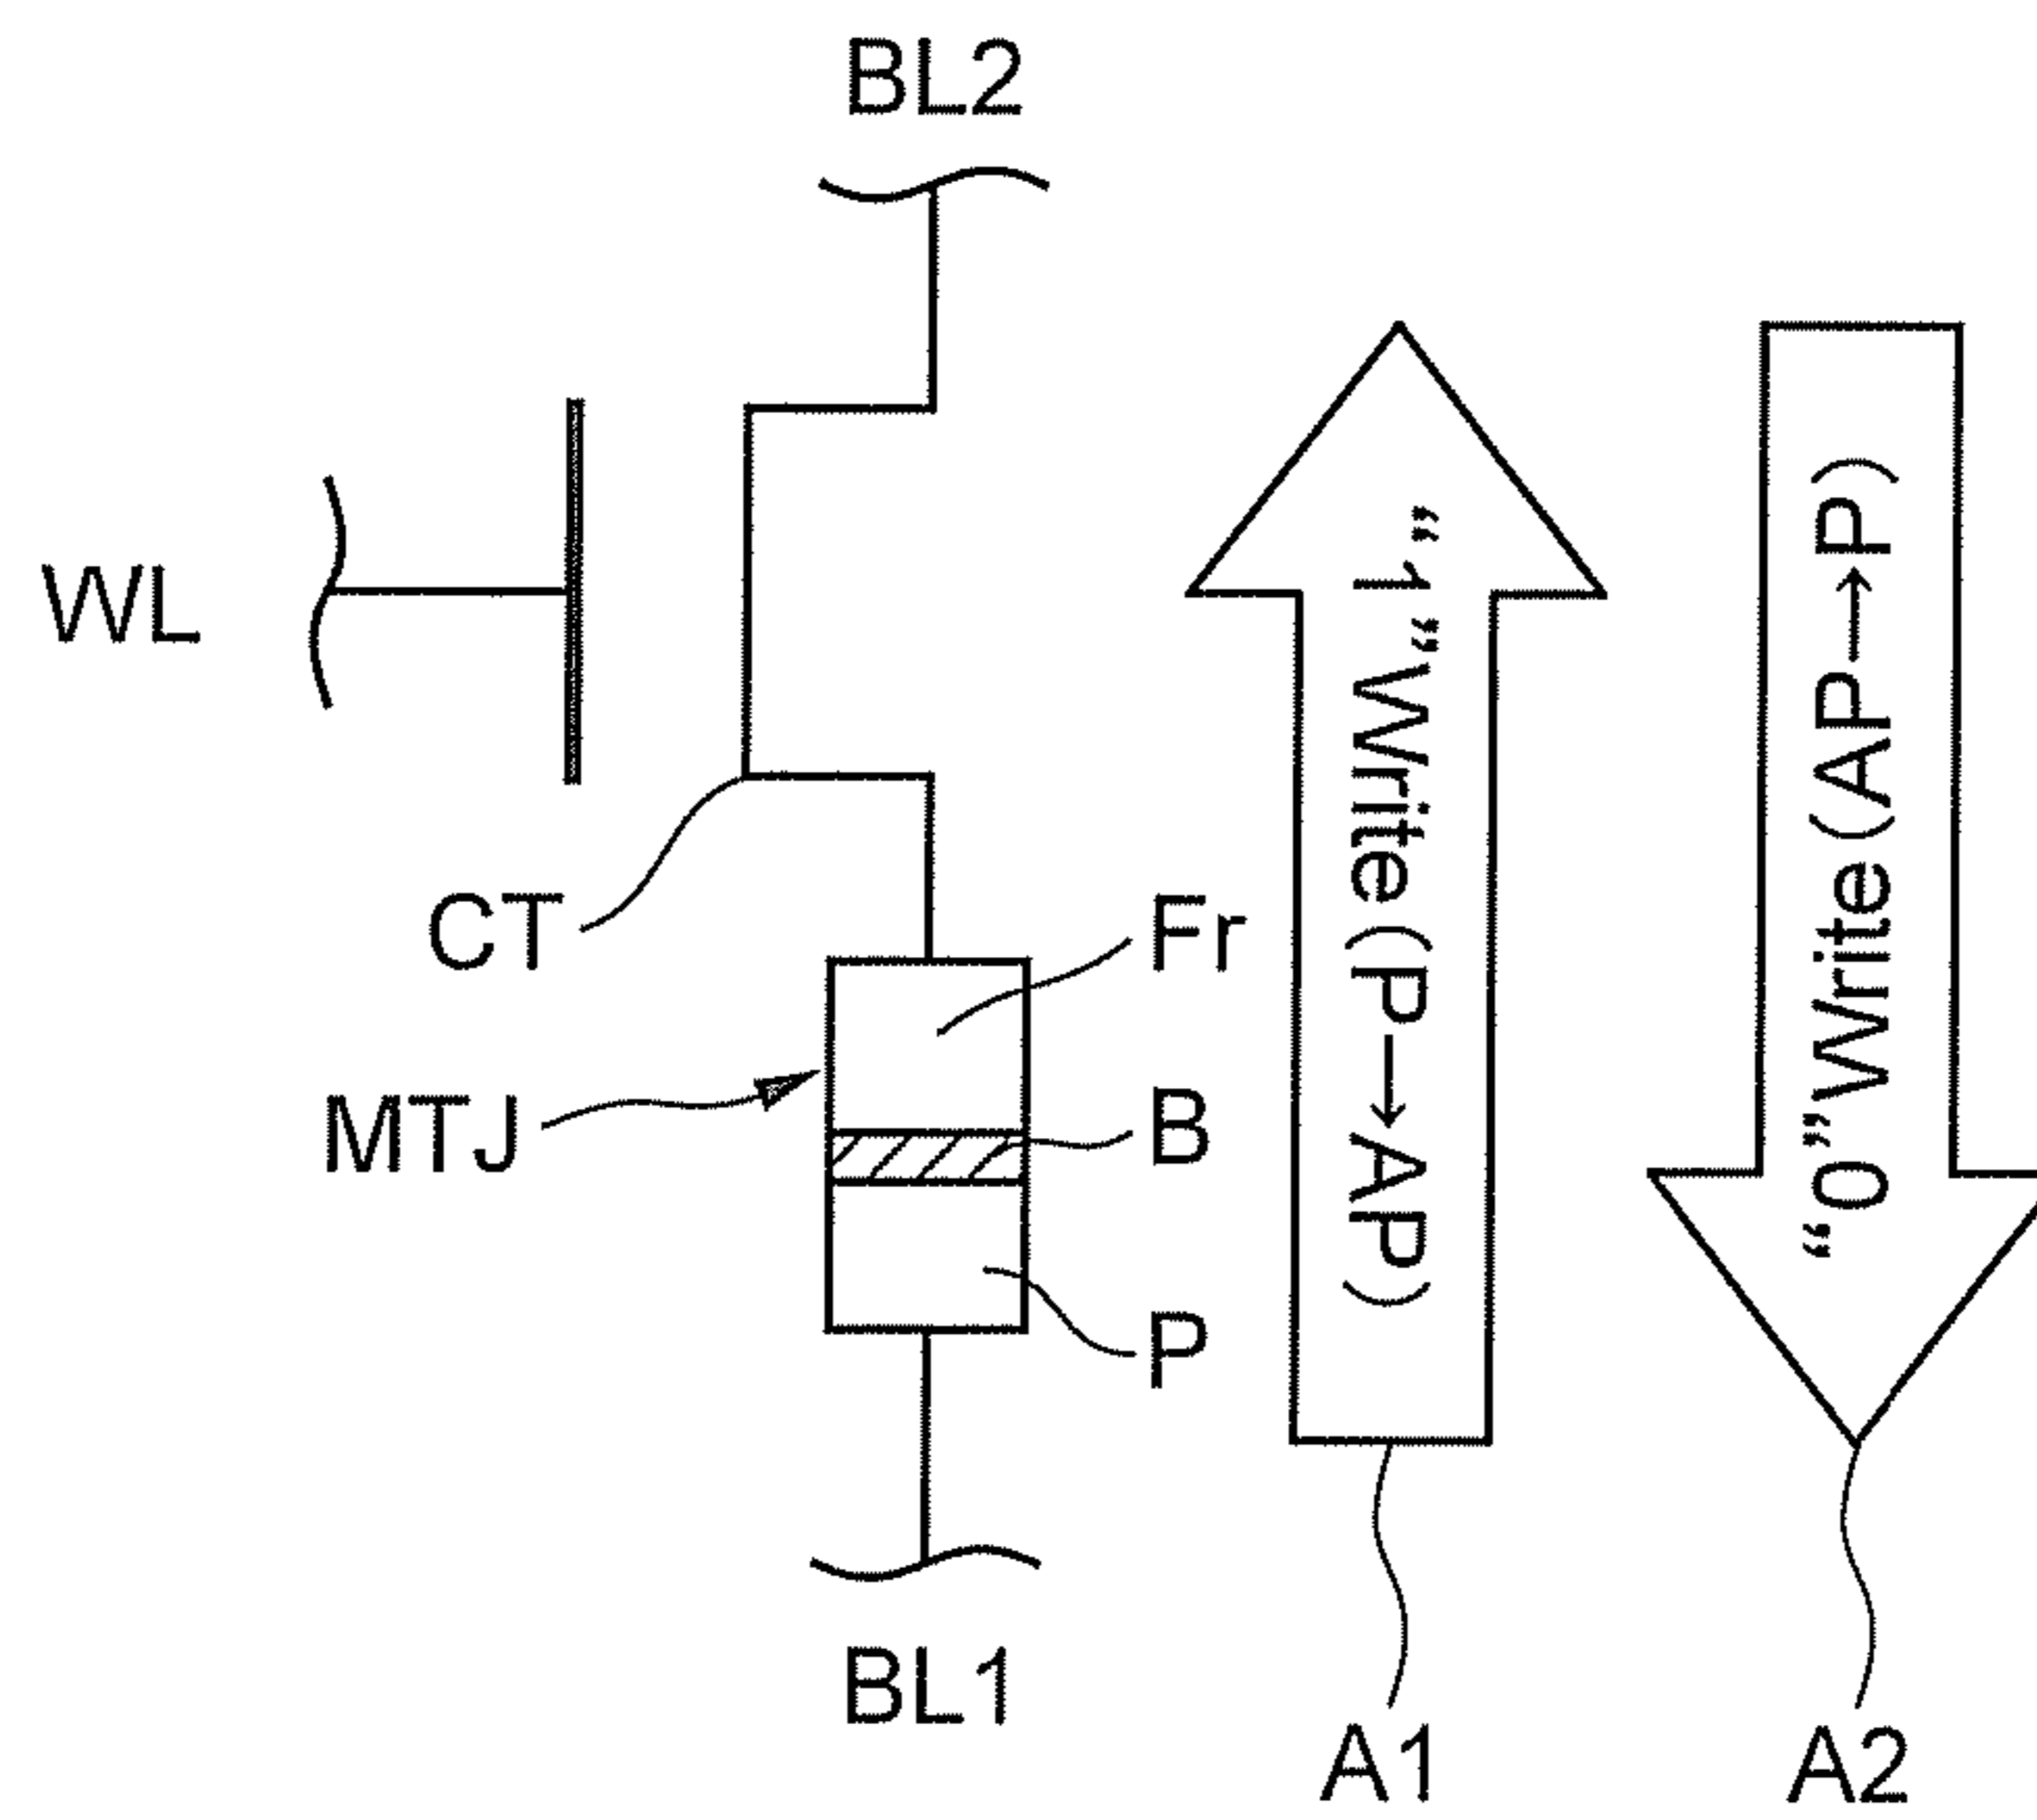 BL2
WL
CT
Fr
MTJ
B
P
BL1
“1“Write(P→AP)
”0”Write(AP→P)
A1
A2